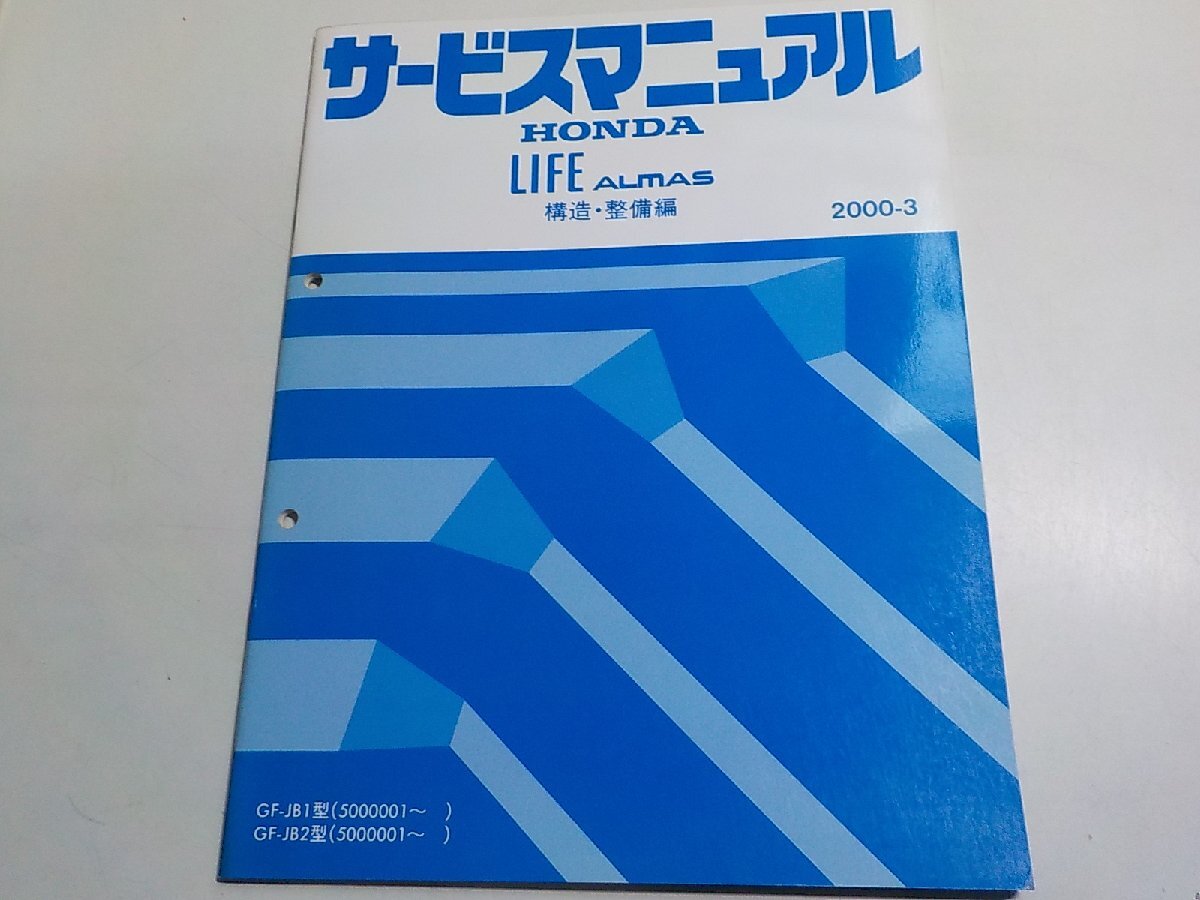 サービスマニュアル
HONDA
LIFE ALMAS
構造・整備編
2000-3
GF-JB1型(5000001〜 )
GF-JB2型(5000001〜 )